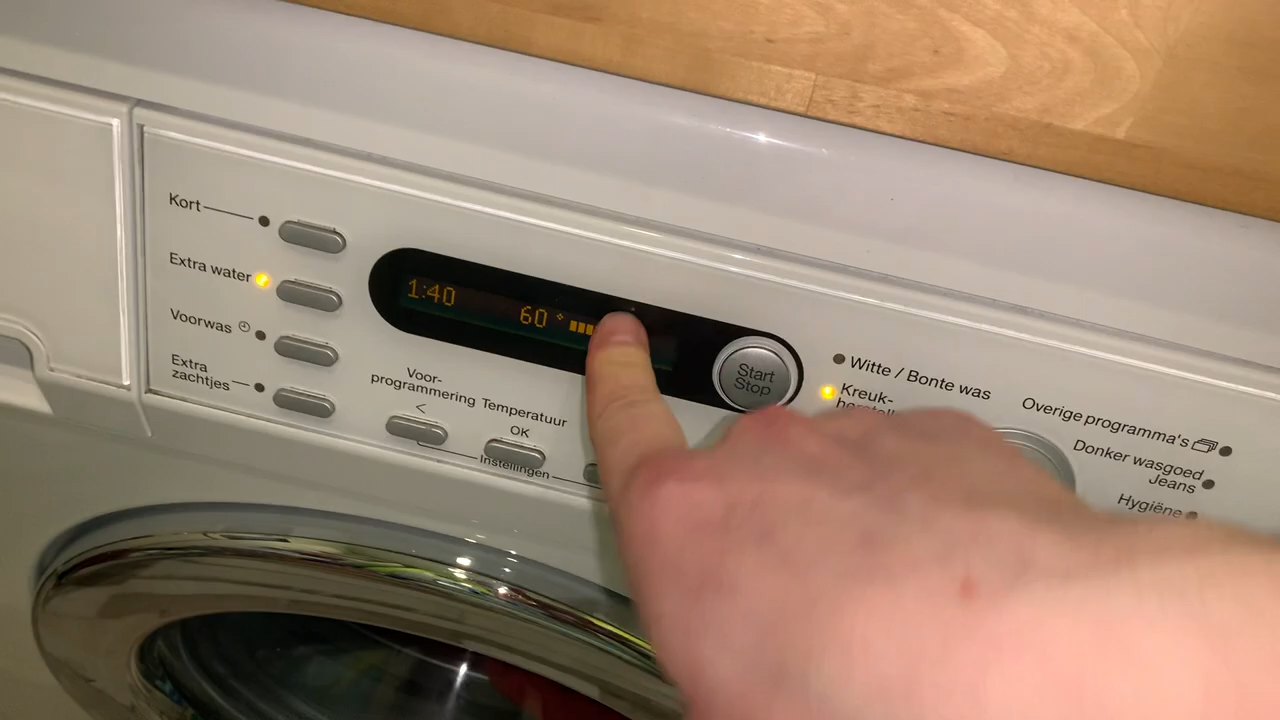 Kort
Extra water
Voorwas
Extra
zachtjes
1:40
60°
Voor-
programmering
<
Temperatuur
OK
Instellingen
Start
Stop
Witte / Bonte was
Kreuk-
Overige programma's
Donker wasgoed
Jeans
Hygiëne